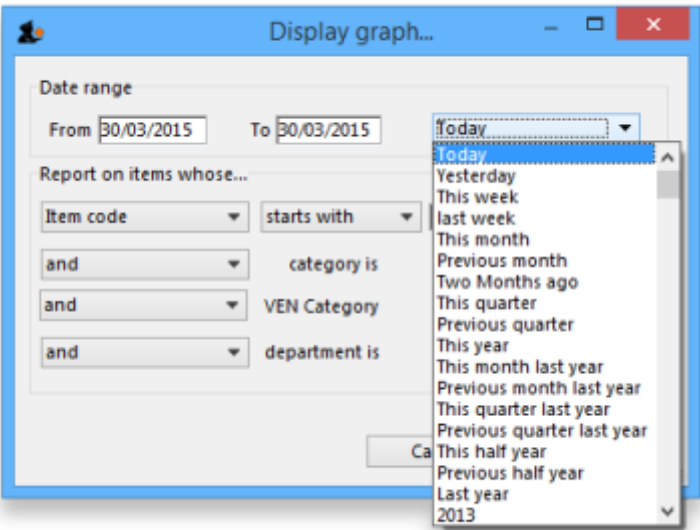 Display graph...
Date range
From 30/03/2015 To 30/03/2015 Today
Report on items whose...
Item code starts with
and category is
and VEN Category
and department is
Today
Yesterday
This week
last week
This month
Previous month
Two Months ago
This quarter
Previous quarter
This year
This month last year
Previous month last year
This quarter last year
Previous quarter last year
This half year
Previous half year
Last year
2013